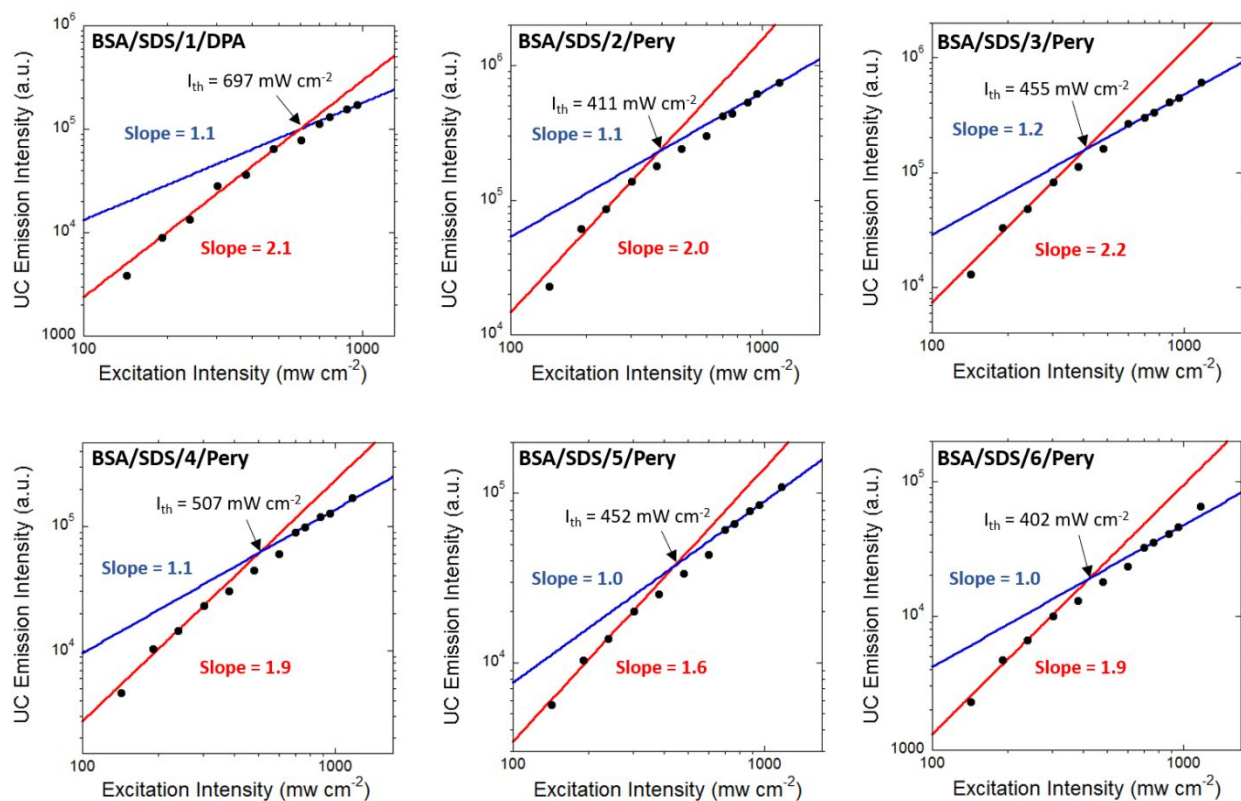 BSA/SDS/1/DPA
I_th = 697 mW cm^-2
Slope = 1.1
Slope = 2.1
UC Emission Intensity (a.u.)
10^6
10^5
10^4
1000
100
1000
Excitation Intensity (mw cm^-2)
BSA/SDS/2/Pery
I_th = 411 mW cm^-2
Slope = 1.1
Slope = 2.0
UC Emission Intensity (a.u.)
10^6
10^5
10^4
100
1000
Excitation Intensity (mw cm^-2)
BSA/SDS/3/Pery
I_th = 455 mW cm^-2
Slope = 1.2
Slope = 2.2
UC Emission Intensity (a.u.)
10^6
10^5
10^4
100
1000
Excitation Intensity (mw cm^-2)
BSA/SDS/4/Pery
I_th = 507 mW cm^-2
Slope = 1.1
Slope = 1.9
UC Emission Intensity (a.u.)
10^5
10^4
100
1000
Excitation Intensity (mw cm^-2)
BSA/SDS/5/Pery
I_th = 452 mW cm^-2
Slope = 1.0
Slope = 1.6
UC Emission Intensity (a.u.)
10^5
10^4
100
1000
Excitation Intensity (mw cm^-2)
BSA/SDS/6/Pery
I_th = 402 mW cm^-2
Slope = 1.0
Slope = 1.9
UC Emission Intensity (a.u.)
10^5
10^4
1000
100
1000
Excitation Intensity (mw cm^-2)